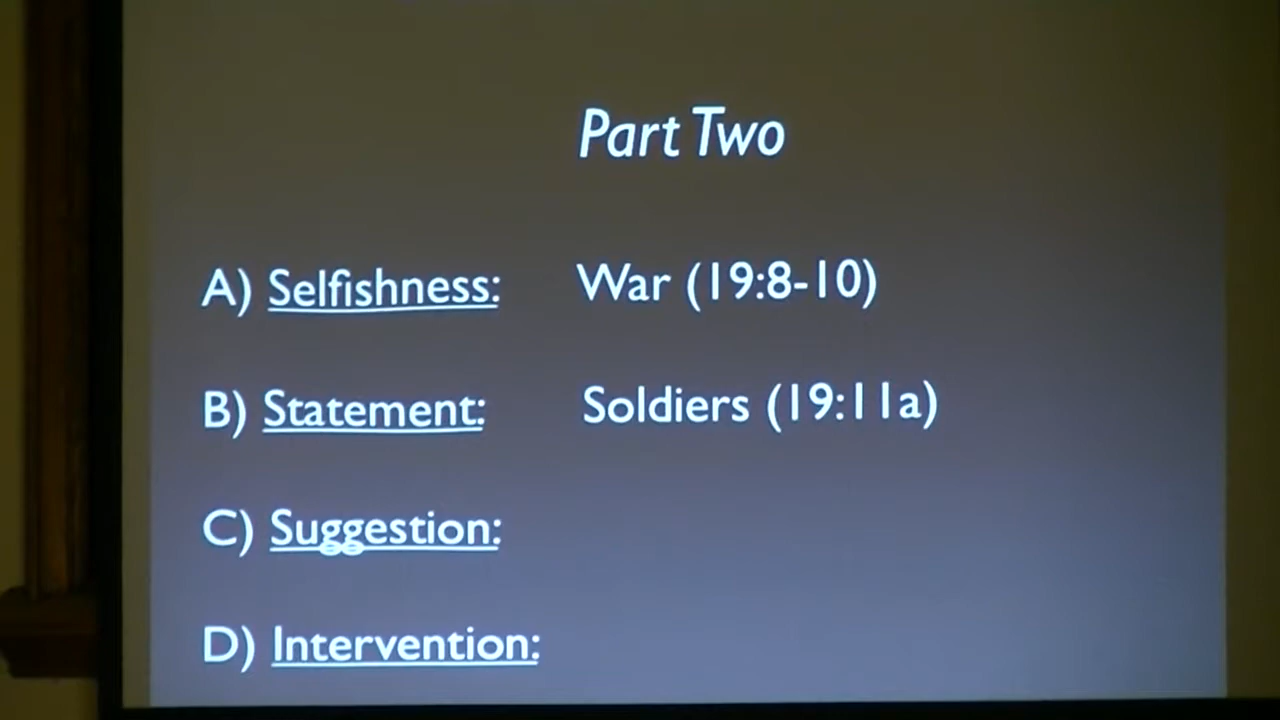 Part Two
A) Selfishness: War (19:8-10)
B) Statement: Soldiers (19:11a)
C) Suggestion:
D) Intervention: